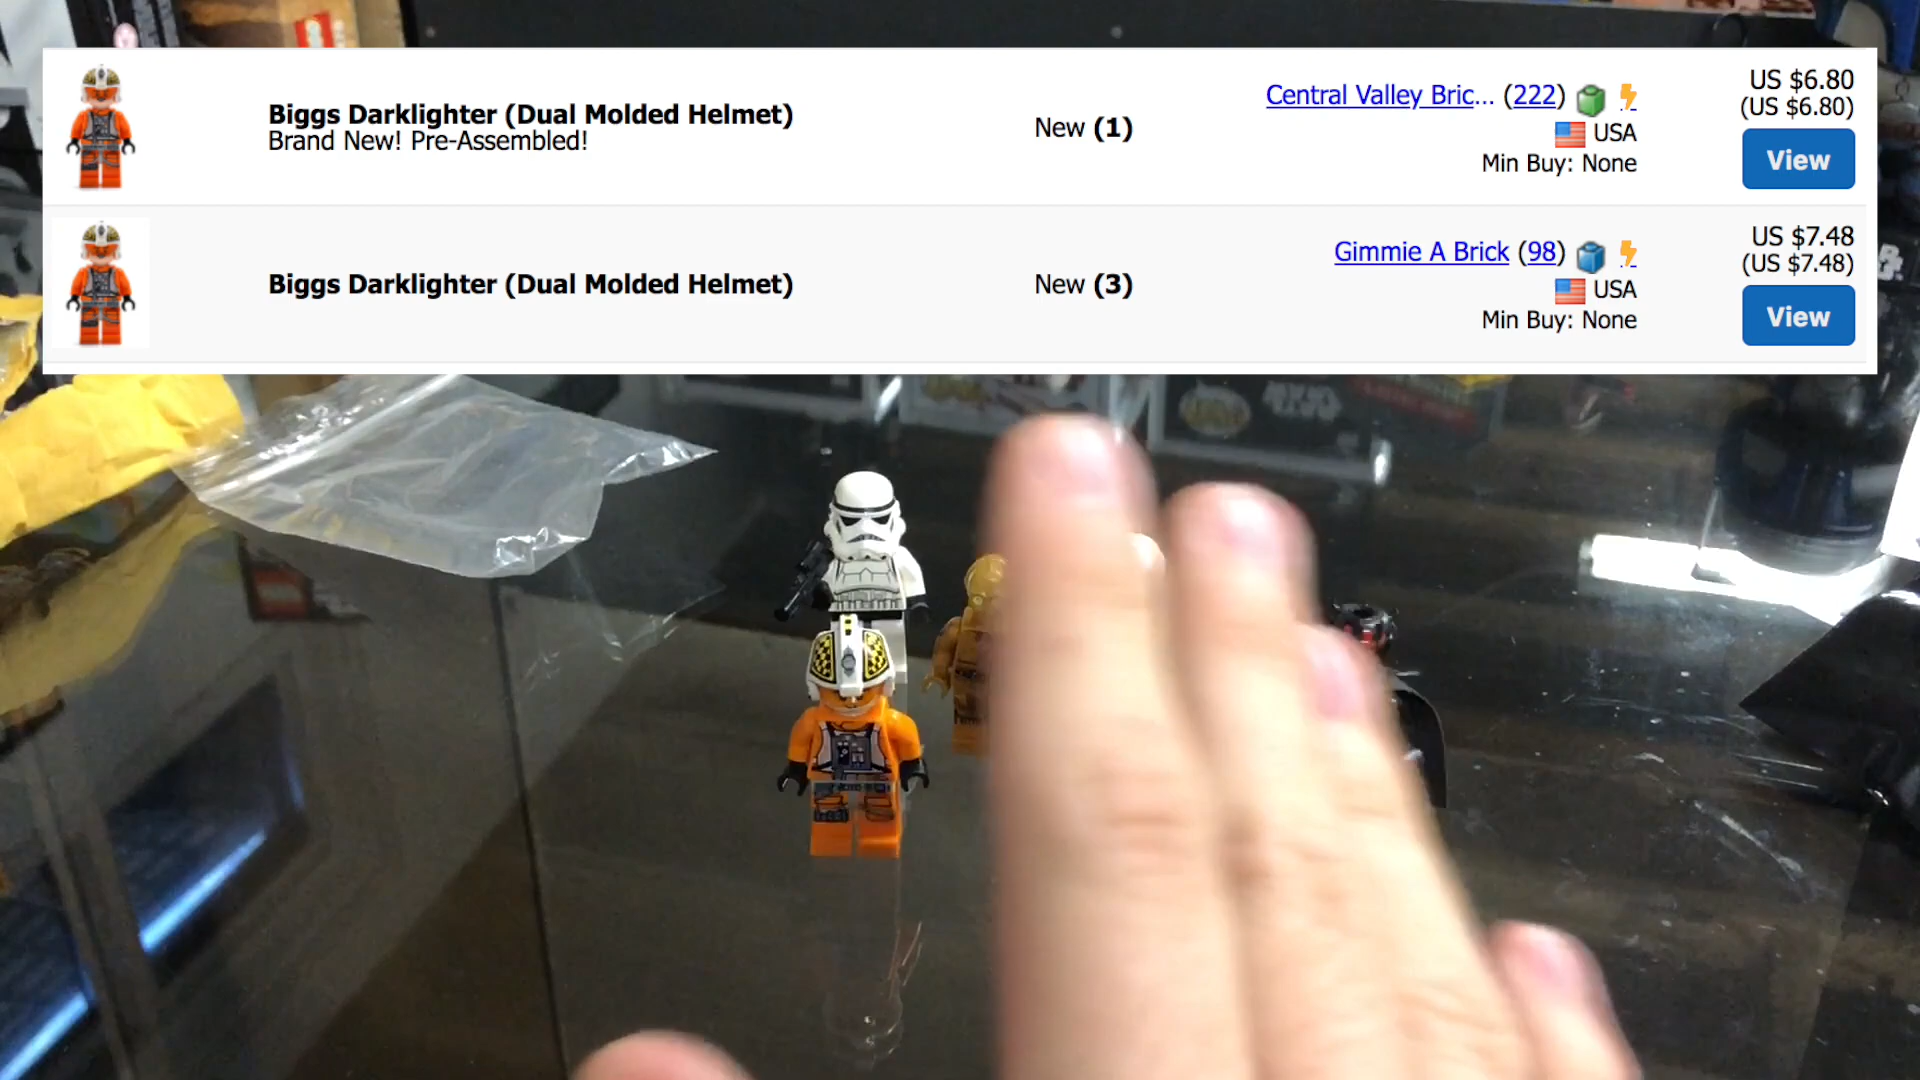 Biggs Darklighter (Dual Molded Helmet)
Brand New! Pre-Assembled!
New (1)
Central Valley Bric... (222)
USA
Min Buy: None
US $6.80
(US $6.80)
View
Biggs Darklighter (Dual Molded Helmet)
New (3)
Gimmie A Brick (98)
USA
Min Buy: None
US $7.48
(US $7.48)
View